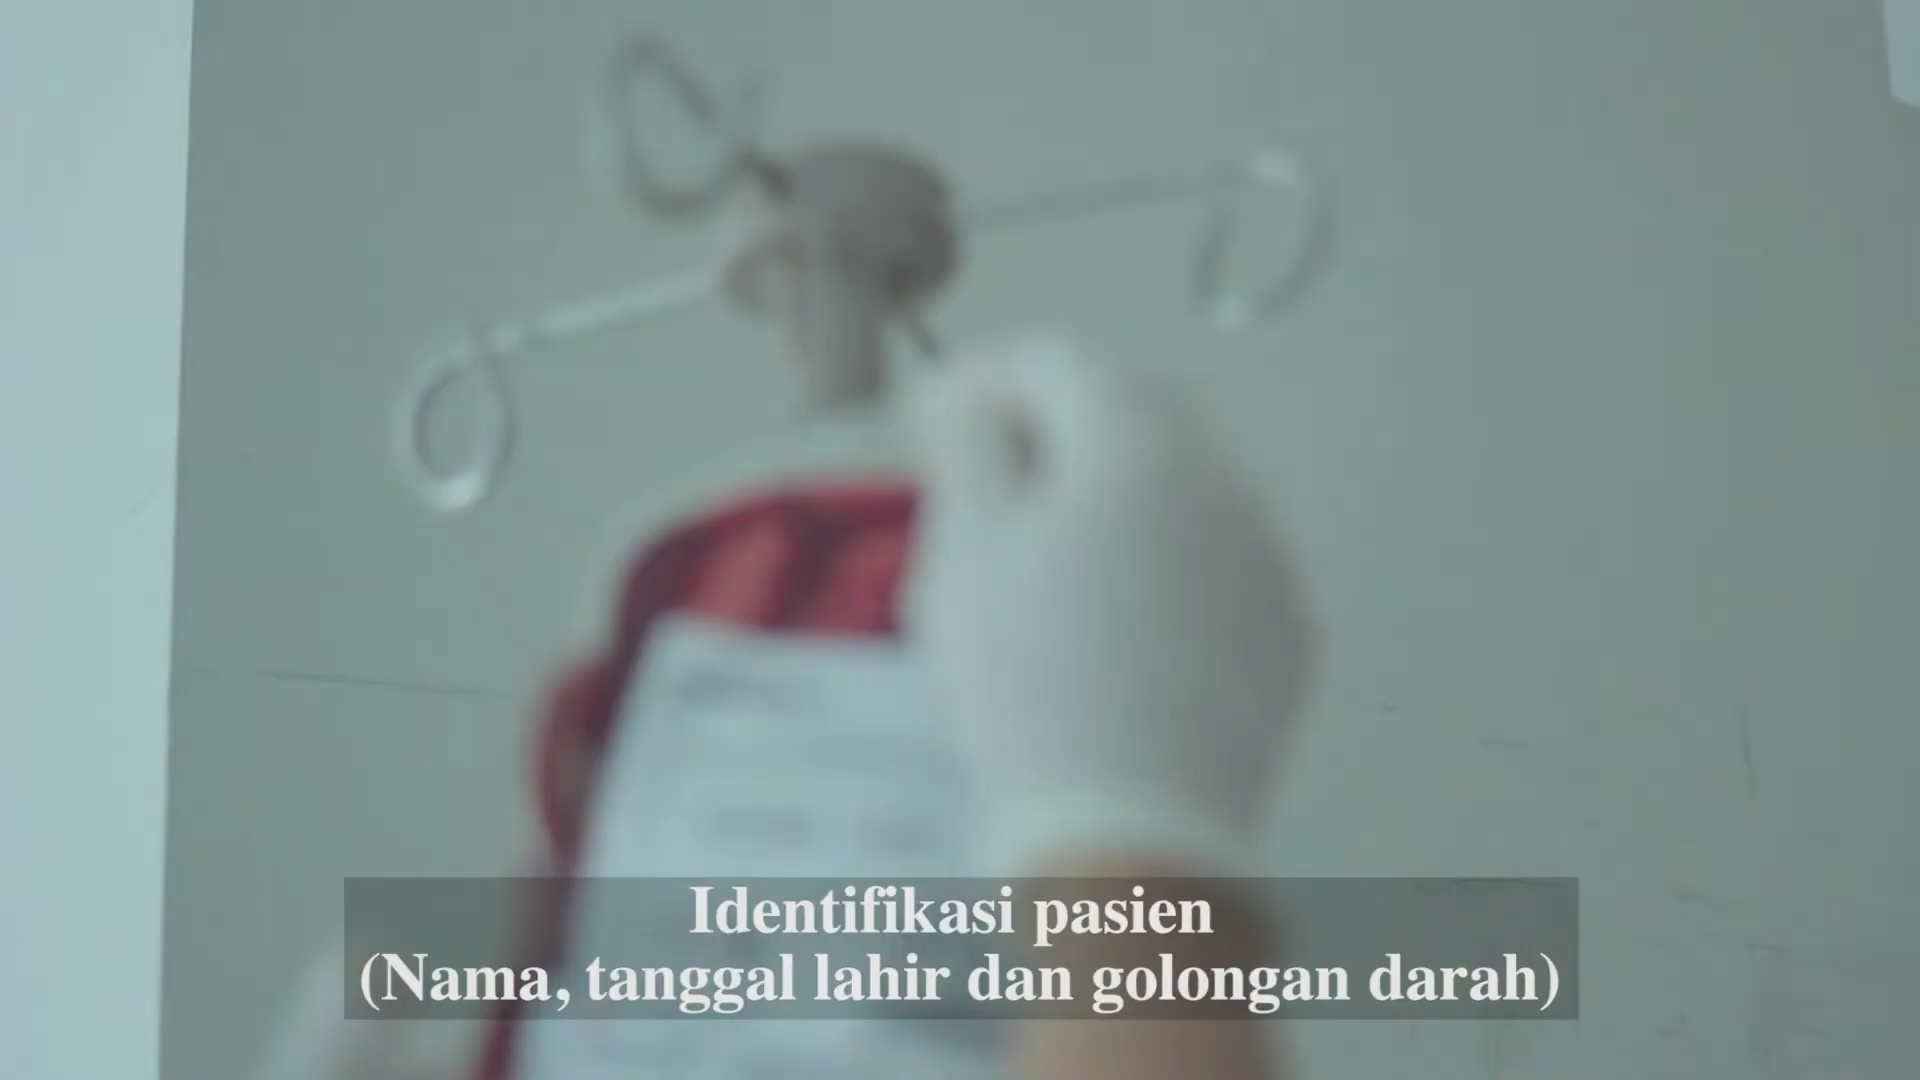 Identifikasi pasien
(Nama, tanggal lahir dan golongan darah)